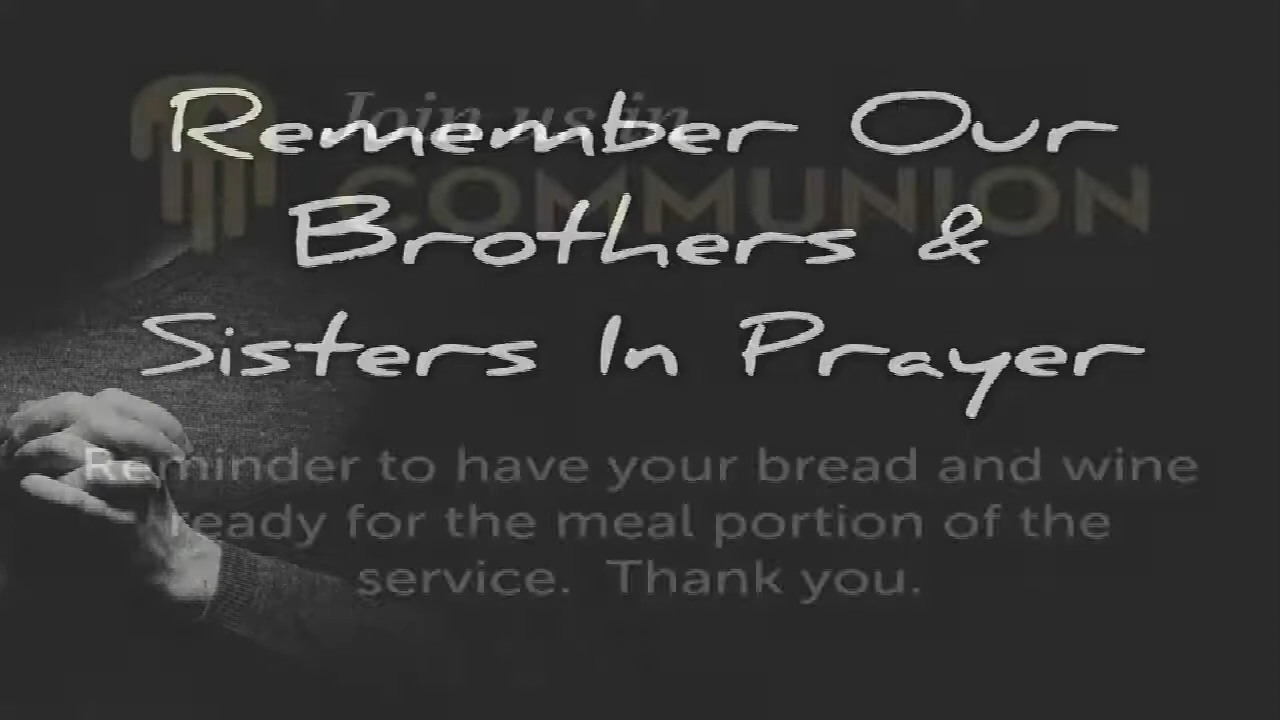 Join us in
COMMUNION
Remember Our
Brothers &
Sisters In Prayer
Reminder to have your bread and wine
ready for the meal portion of the
service. Thank you.